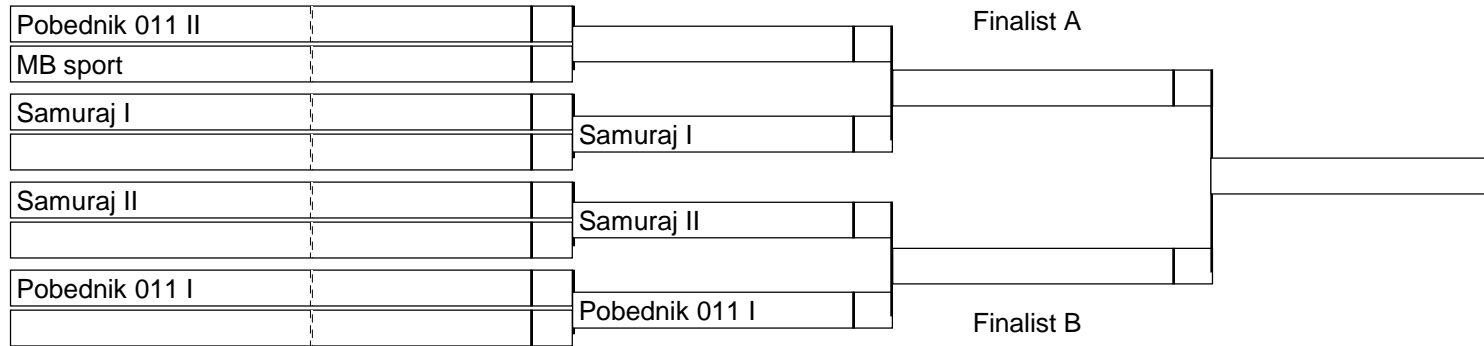 Pobednik 011 II
MB sport
Samuraj I
Samuraj II
Pobednik 011 I
Samuraj I
Samuraj II
Pobednik 011 I
Finalist A
Finalist B